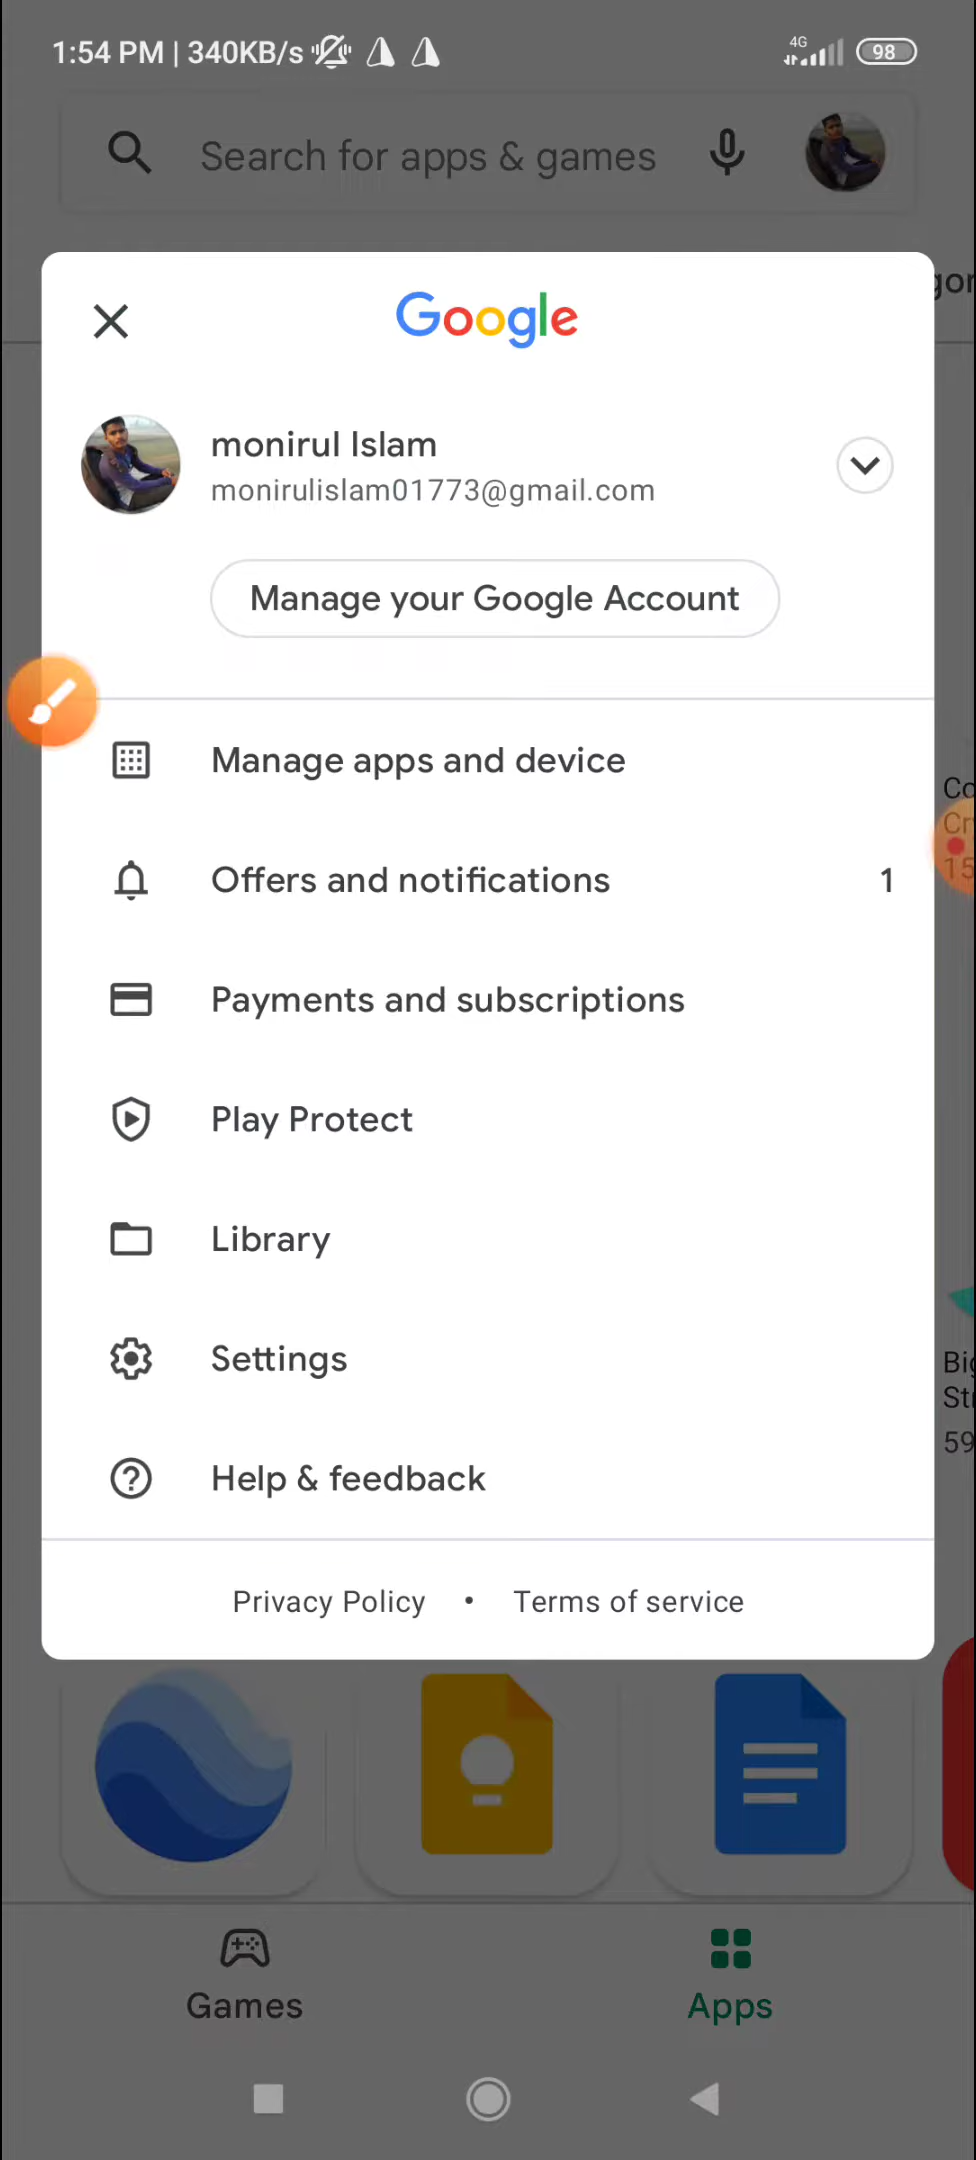 1:54 PM | 340KB/s
4G
98
Search for apps & games
Google
monirul Islam
monirulislam01773@gmail.com
Manage your Google Account
Manage apps and device
Offers and notifications 1
Payments and subscriptions
Play Protect
Library
Settings
Help & feedback
Privacy Policy • Terms of service
Games
Apps